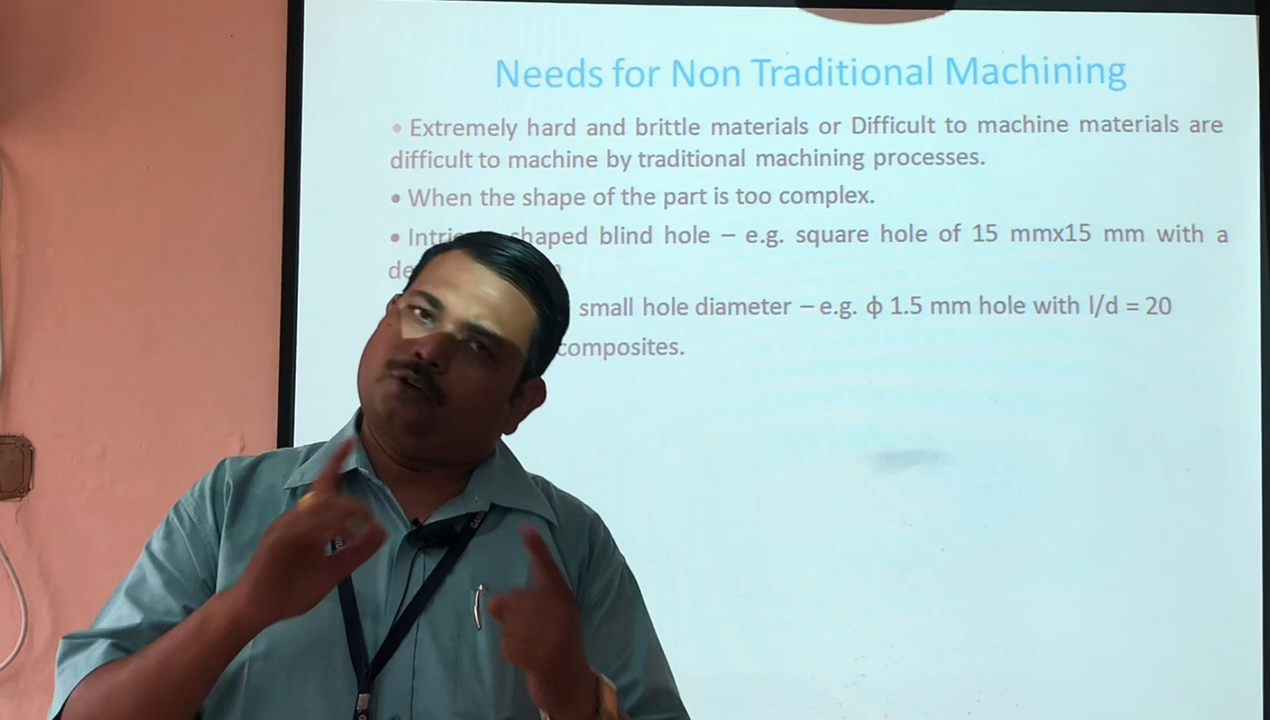 Needs for Non Traditional Machining
• Extremely hard and brittle materials or Difficult to machine materials are
difficult to machine by traditional machining processes.
• When the shape of the part is too complex.
• shaped blind hole – e.g. square hole of 15 mmx15 mm with a
small hole diameter – e.g. ϕ 1.5 mm hole with l/d = 20
composites.